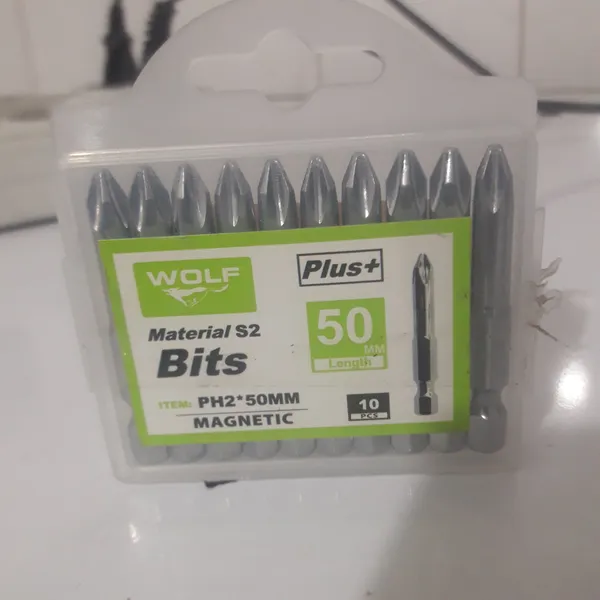 WOLF
Plus+
Material S2
Bits
50
MM
Length
ITEM: PH2*50MM
MAGNETIC
10
PCS